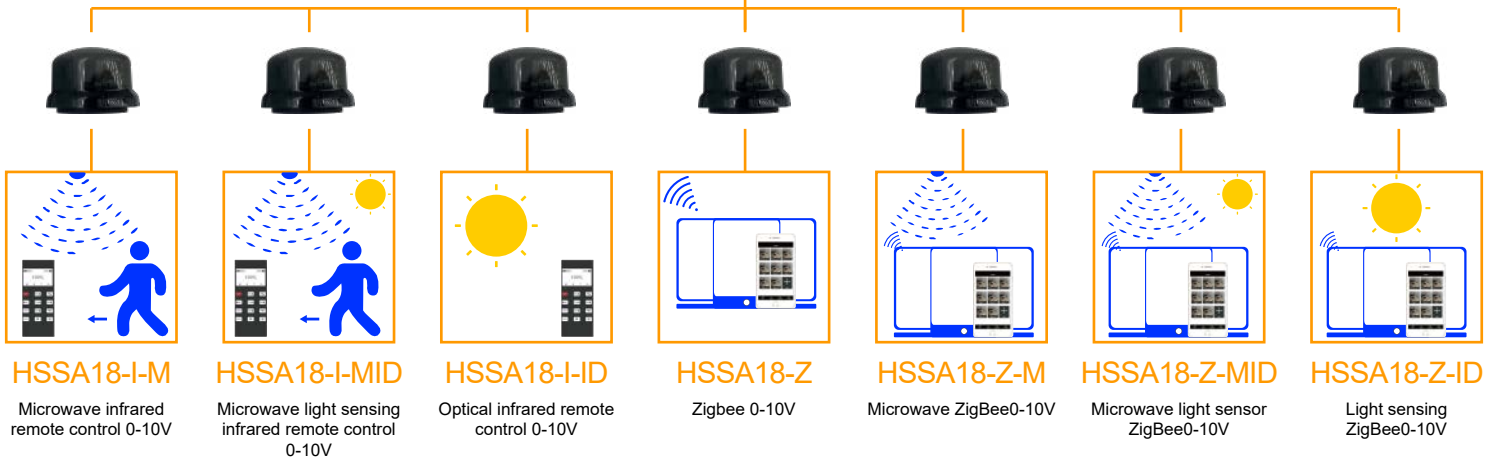 HSSA18-I-M
Microwave infrared
remote control 0-10V
HSSA18-I-MID
Microwave light sensing
infrared remote control
0-10V
HSSA18-I-ID
Optical infrared remote
control 0-10V
HSSA18-Z
Zigbee 0-10V
HSSA18-Z-M
Microwave ZigBee0-10V
HSSA18-Z-MID
Microwave light sensor
ZigBee0-10V
HSSA18-Z-ID
Light sensing
ZigBee0-10V